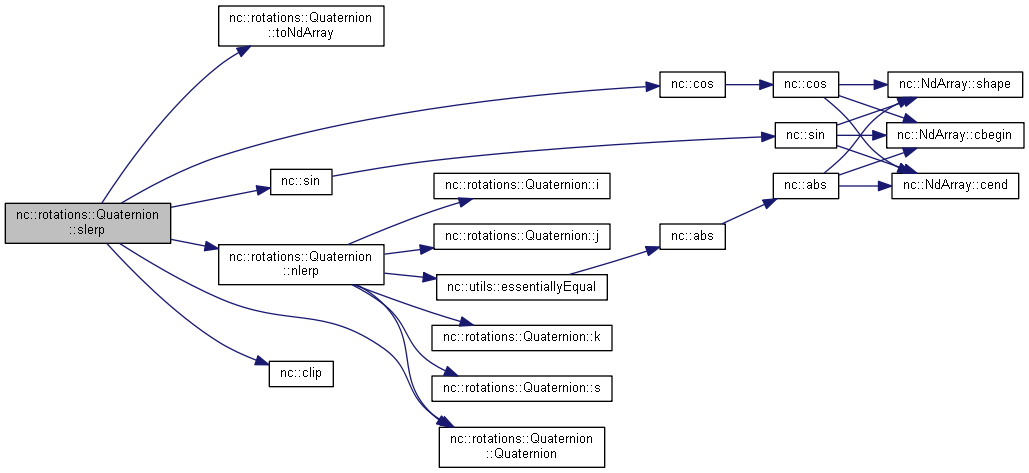 nc::rotations::Quaternion
::slerp
nc::rotations::Quaternion
::toNdArray
nc::sin
nc::rotations::Quaternion
::nlerp
nc::clip
nc::rotations::Quaternion::i
nc::rotations::Quaternion::j
nc::utils::essentiallyEqual
nc::rotations::Quaternion::k
nc::rotations::Quaternion::s
nc::rotations::Quaternion
::Quaternion
nc::cos
nc::abs
nc::cos
nc::sin
nc::abs
nc::NdArray::shape
nc::NdArray::cbegin
nc::NdArray::cend